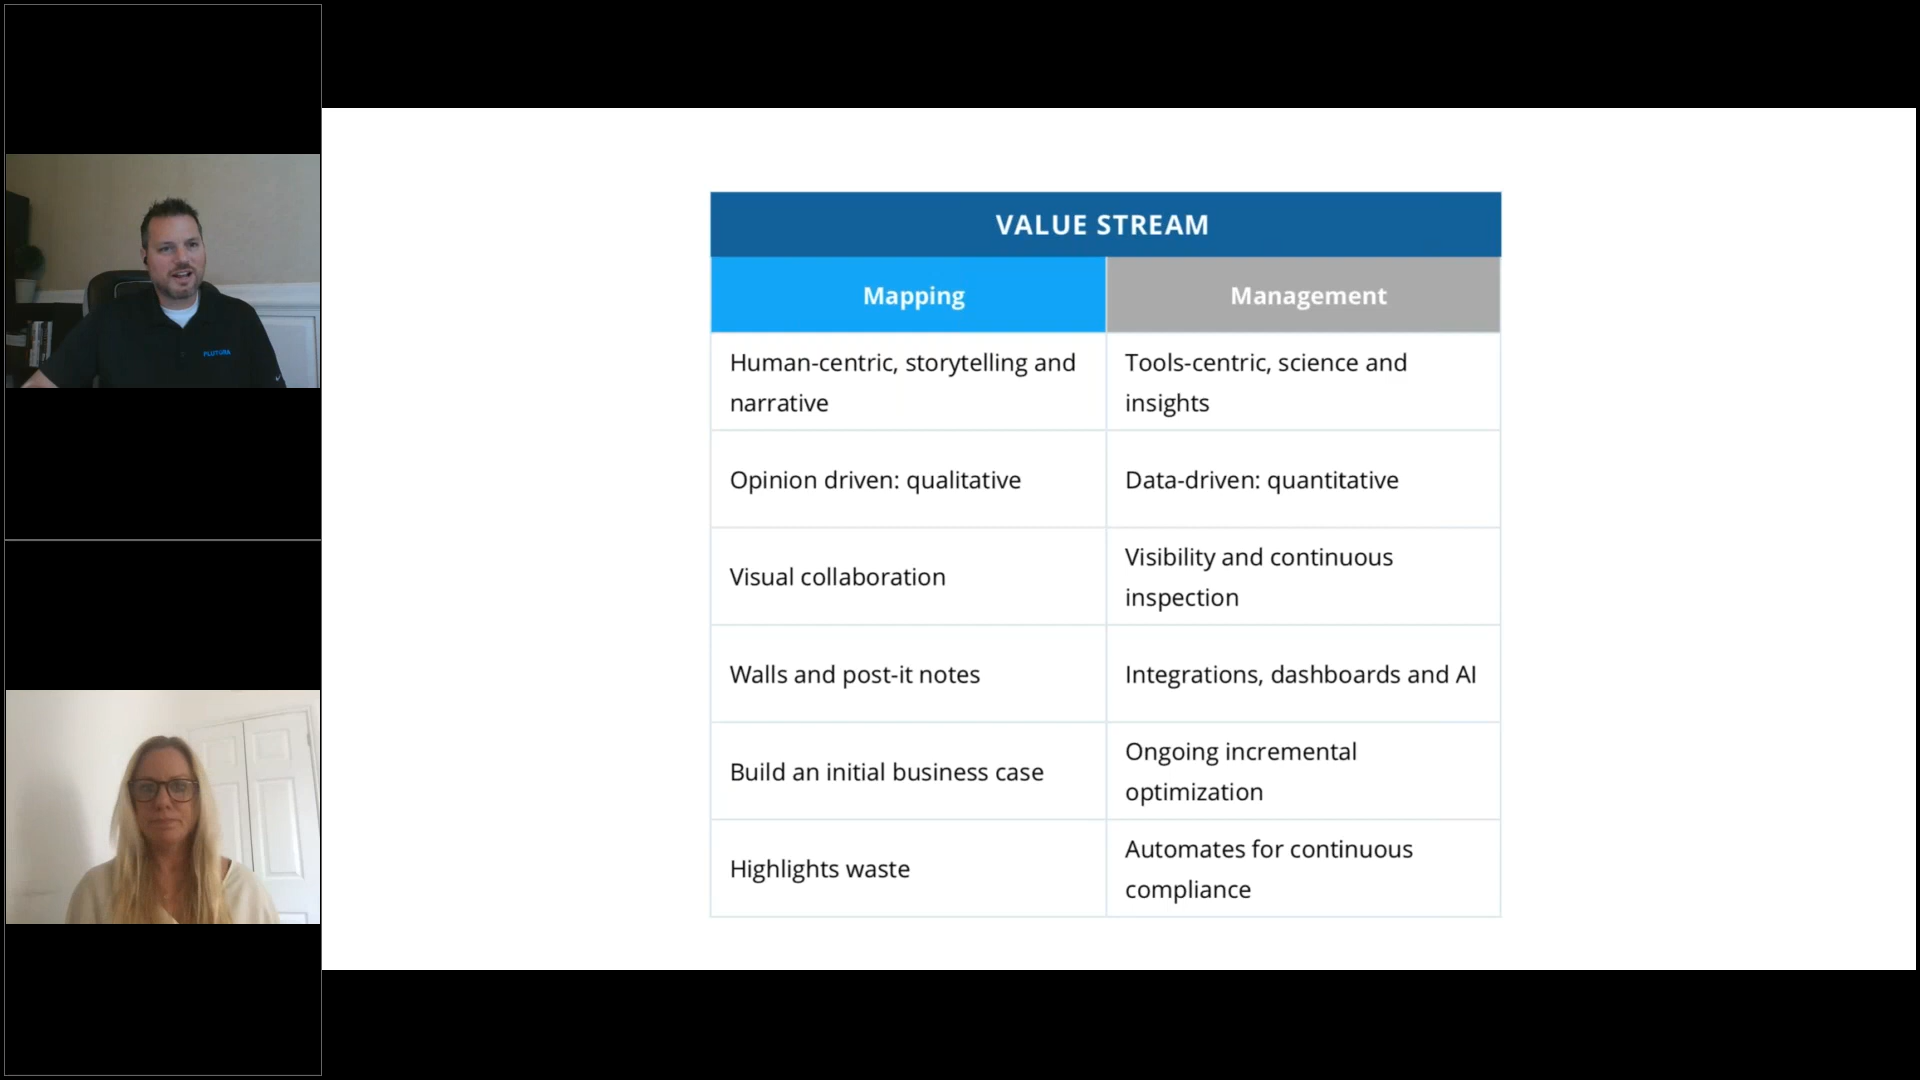 PLUTORA
VALUE STREAM
Mapping
Management
Human-centric, storytelling and
narrative
Tools-centric, science and
insights
Opinion driven: qualitative
Data-driven: quantitative
Visual collaboration
Visibility and continuous
inspection
Walls and post-it notes
Integrations, dashboards and AI
Build an initial business case
Ongoing incremental
optimization
Highlights waste
Automates for continuous
compliance